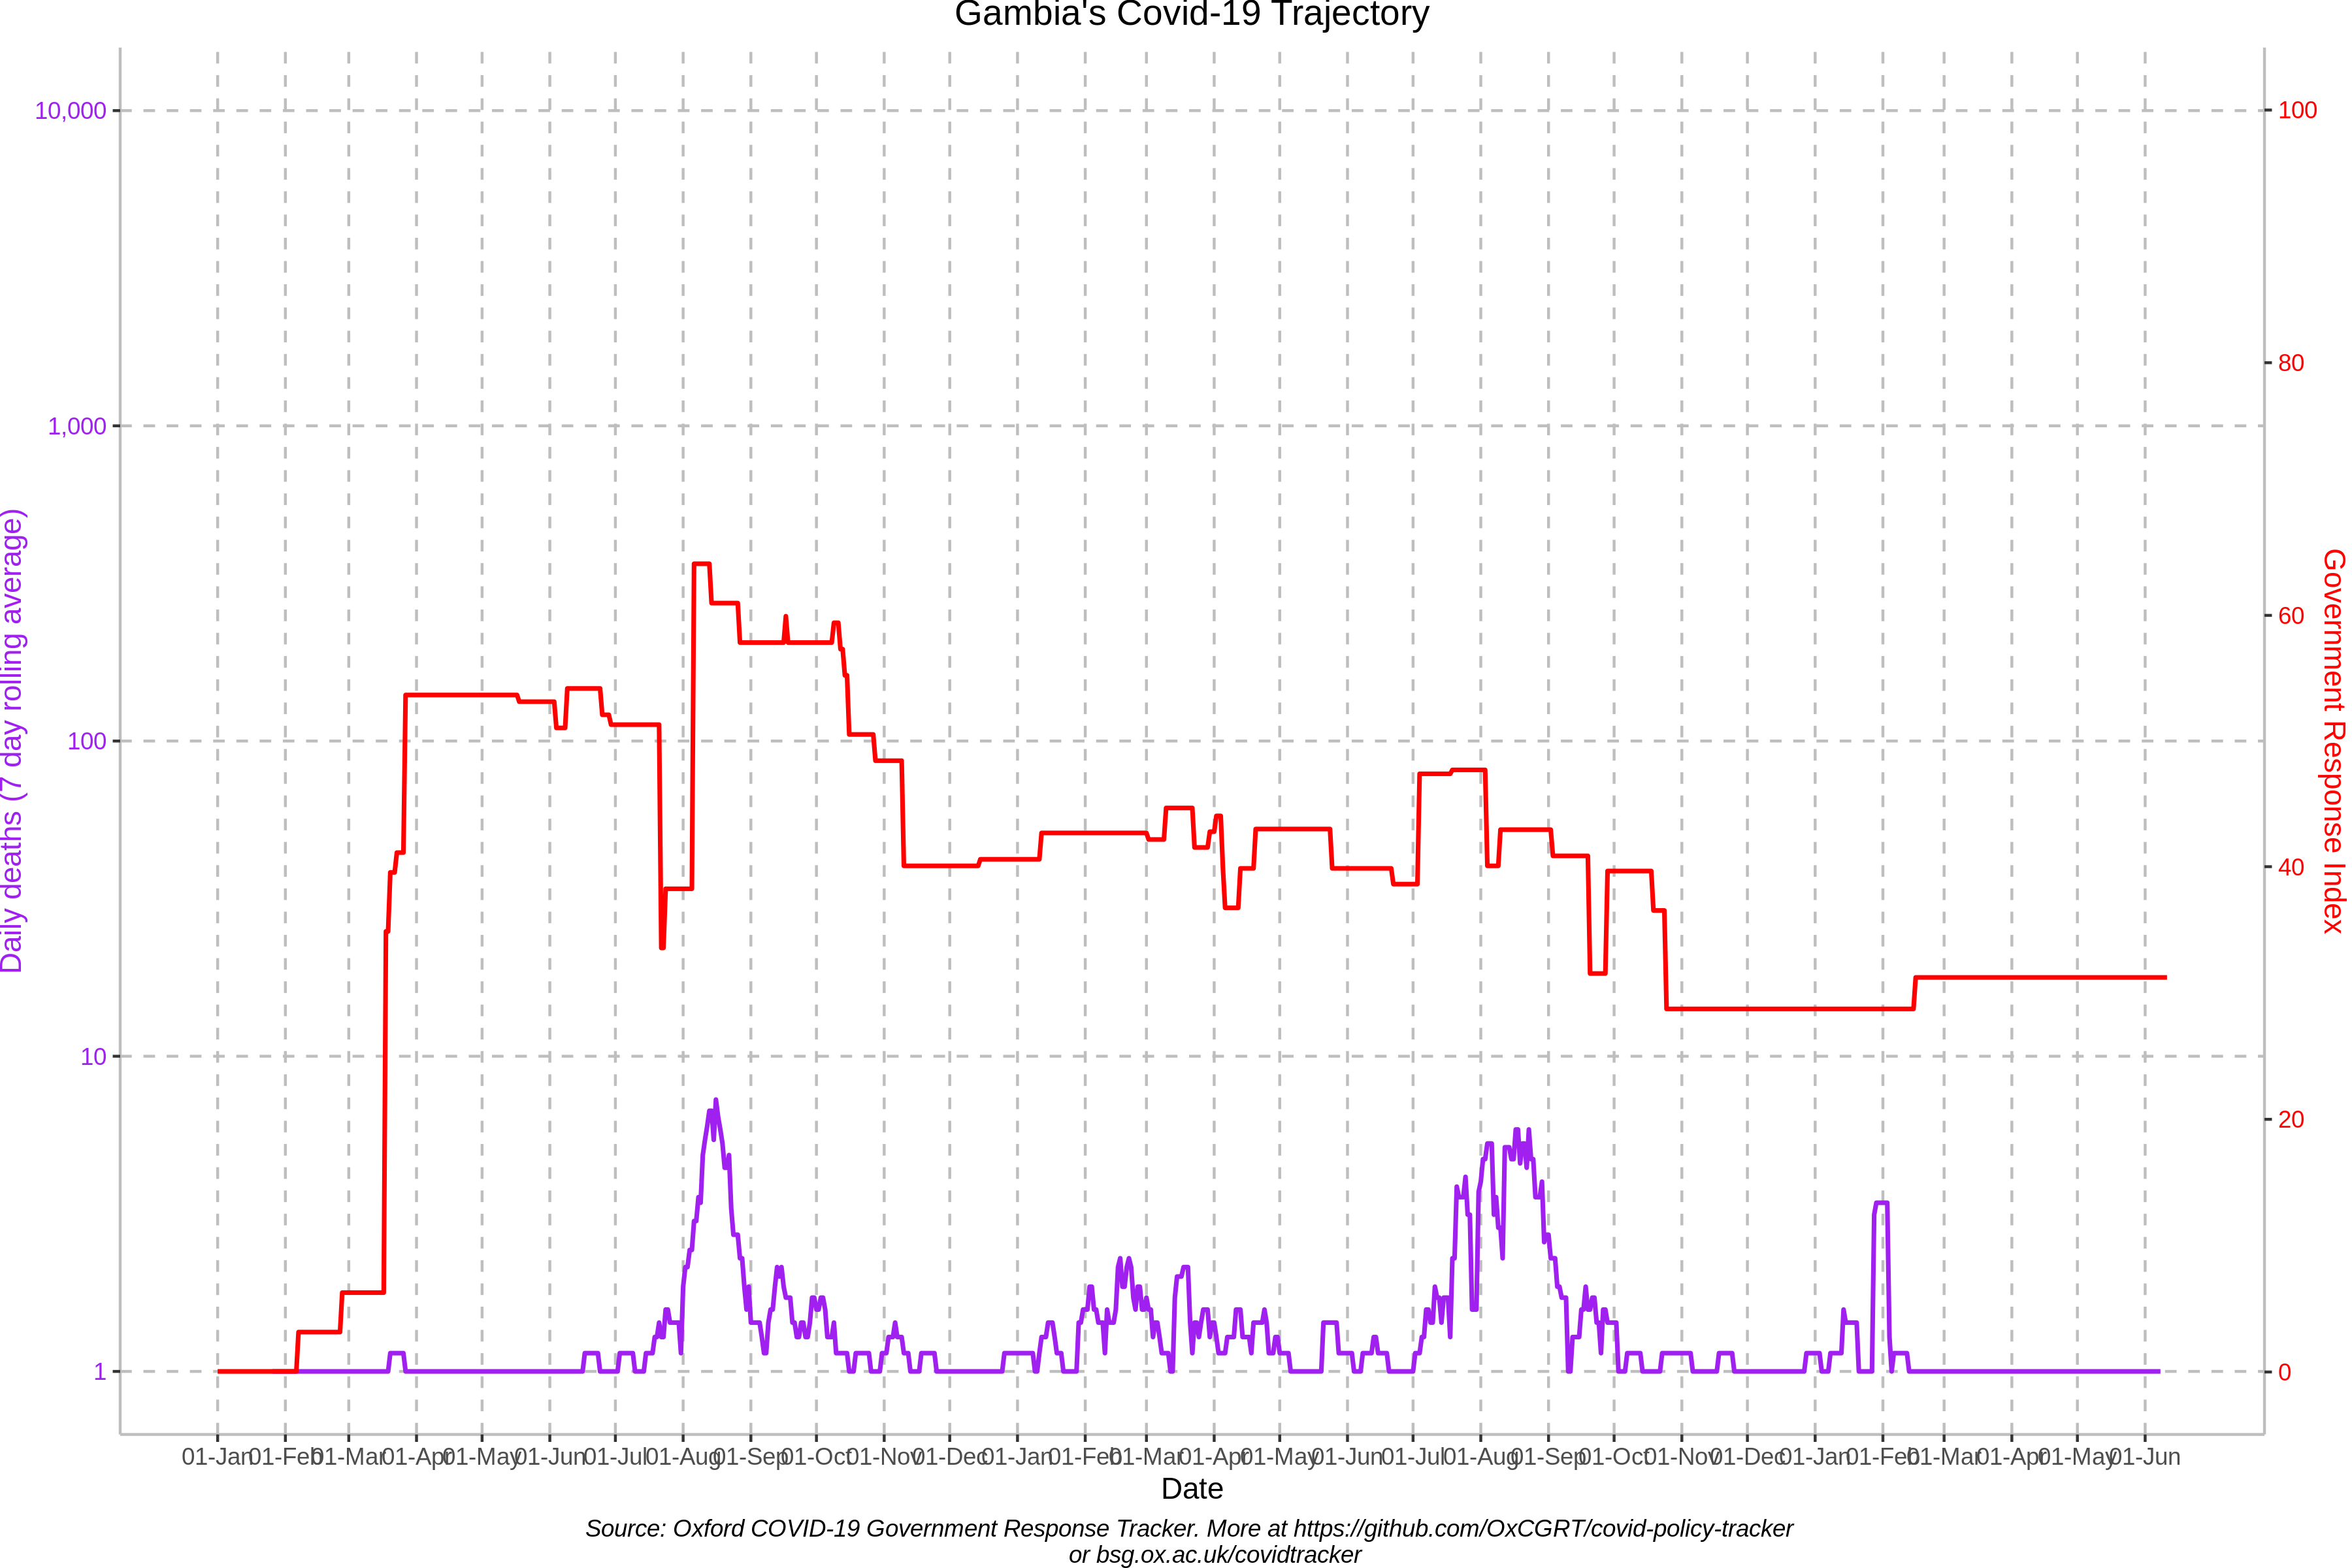 Gambia's Covid-19 Trajectory
10,000
1,000
100
10
1
Daily deaths (7 day rolling average)
100
80
60
40
20
0
Government Response Index
01-Jan 01-Feb 01-Mar 01-Apr 01-May 01-Jun 01-Jul 01-Aug 01-Sep 01-Oct 01-Nov 01-Dec 01-Jan 01-Feb 01-Mar 01-Apr 01-May 01-Jun 01-Jul 01-Aug 01-Sep 01-Oct 01-Nov 01-Dec 01-Jan 01-Feb 01-Mar 01-Apr 01-May 01-Jun
Date
Source: Oxford COVID-19 Government Response Tracker. More at https://github.com/OxCGRT/covid-policy-tracker
or bsg.ox.ac.uk/covidtracker